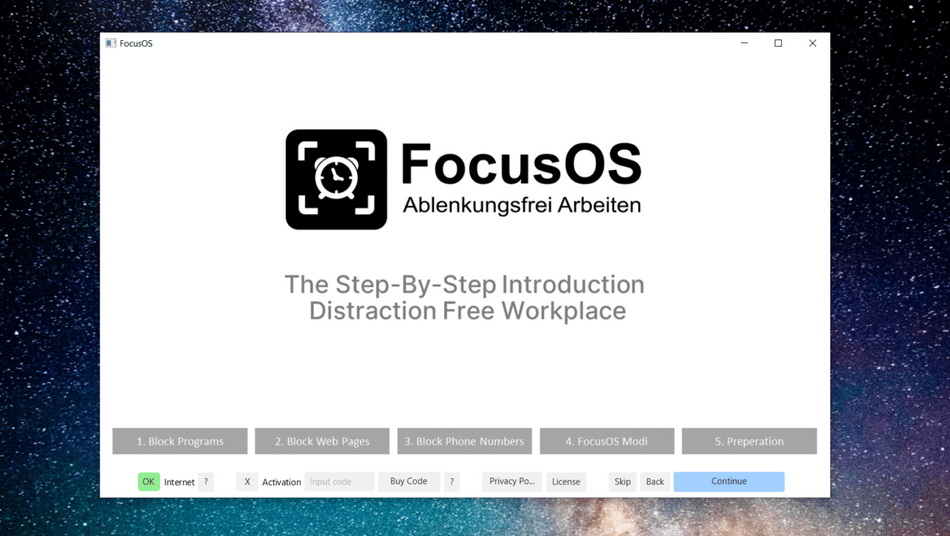 FocusOS
FocusOS
Ablenkungsfrei Arbeiten
The Step-By-Step Introduction
Distraction Free Workplace
1. Block Programs
2. Block Web Pages
3. Block Phone Numbers
4. FocusOS Modi
5. Preperation
OK Internet ? X Activation Input code Buy Code ? Privacy Po... License Skip Back Continue